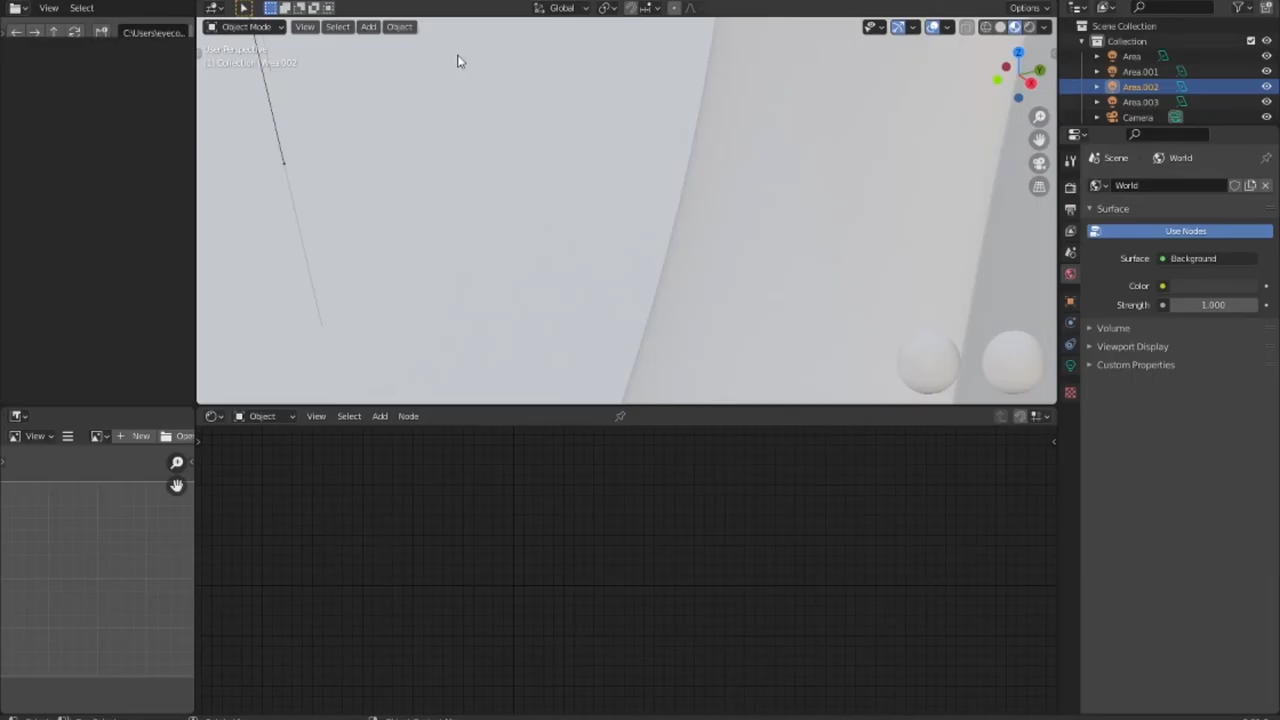 View Select
C:\Users\eyeco...
Global
Options
Object Mode View Select Add Object
User Perspective
(1) Collection | Area.002
X
Y
Z
Scene Collection
Collection
Area
Area.001
Area.002
Area.003
Camera
Scene World
World
Surface
Use Nodes
Surface Background
Color
Strength 1.000
Volume
Viewport Display
Custom Properties
View New Ope
Object View Select Add Node